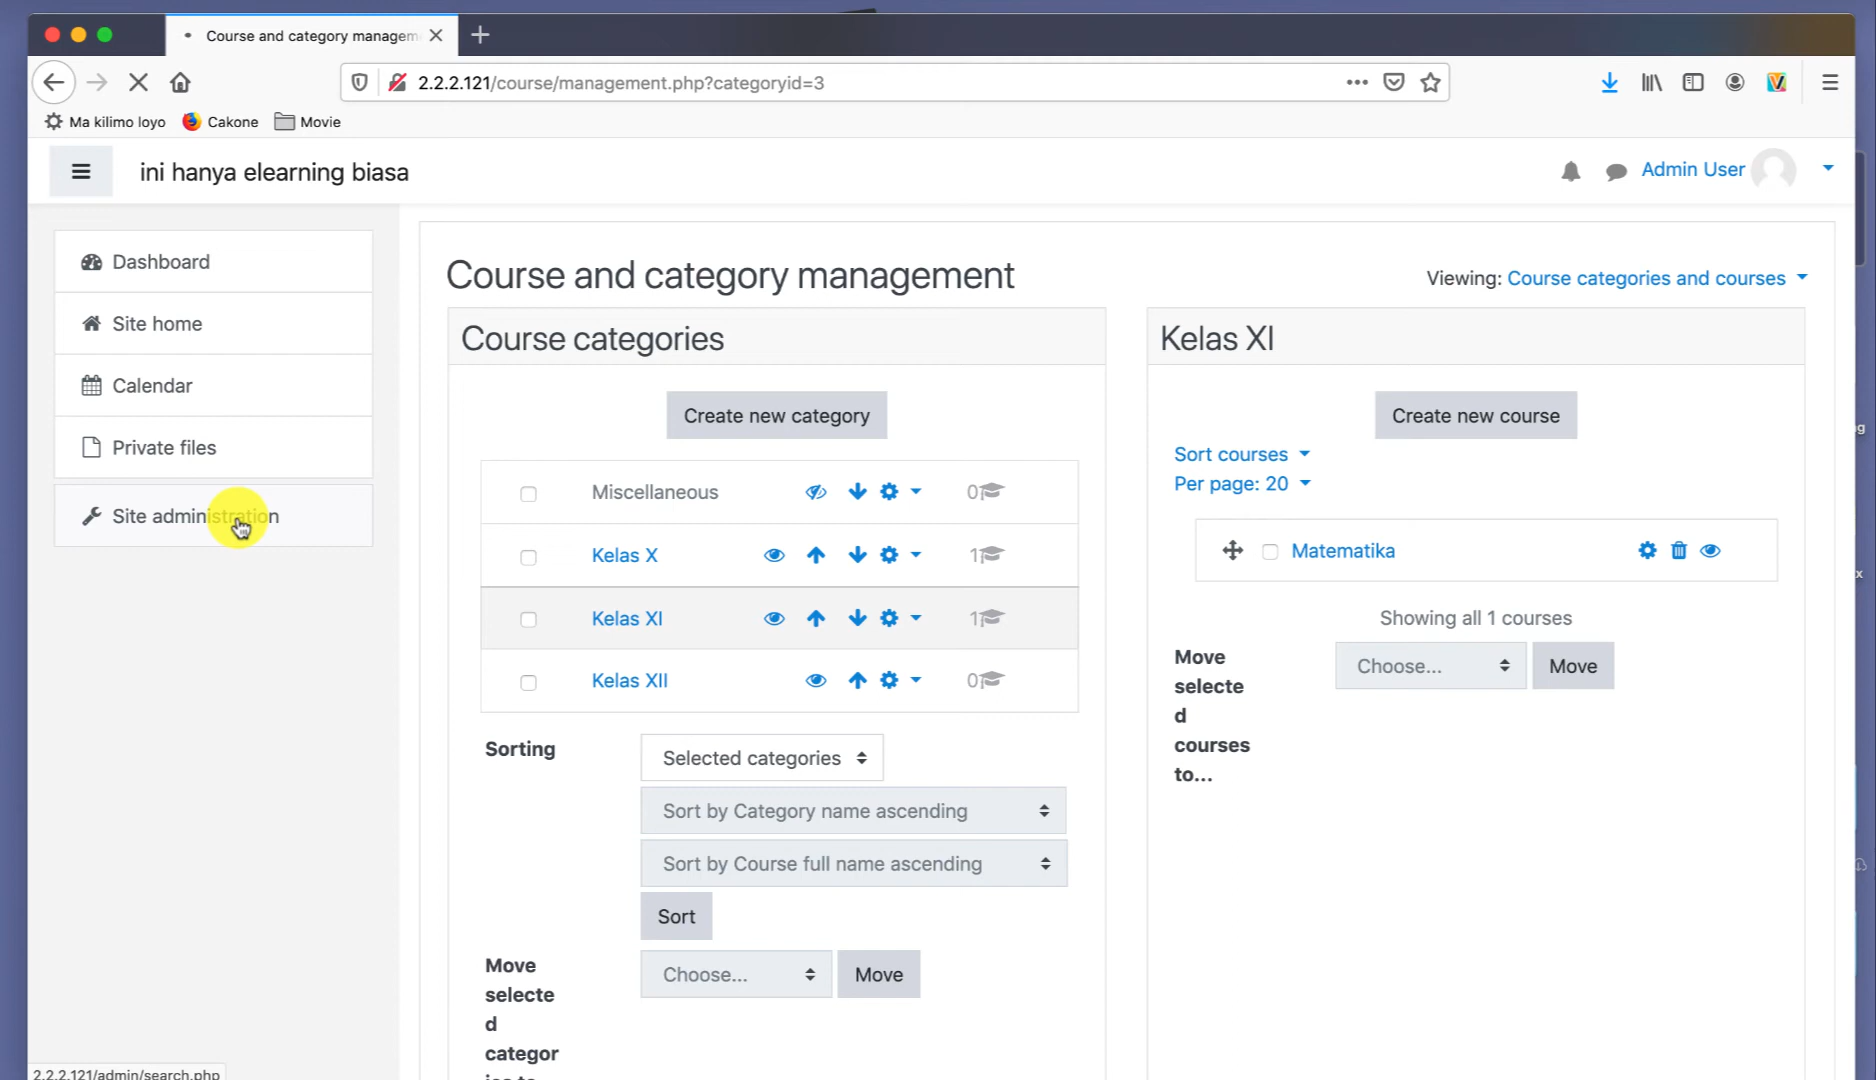 Course and category managem
2.2.2.121/course/management.php?categoryid=3
Ma kilimo loyo
Cakone
Movie
ini hanya elearning biasa
Admin User
Dashboard
Site home
Calendar
Private files
Site administration
Course and category management
Viewing: Course categories and courses
Course categories
Create new category
Miscellaneous
0
Kelas X
1
Kelas XI
1
Kelas XII
0
Sorting
Selected categories
Sort by Category name ascending
Sort by Course full name ascending
Sort
Move
selecte
d
categor
ies to
Choose...
Move
Kelas XI
Create new course
Sort courses
Per page: 20
Matematika
Showing all 1 courses
Move
selecte
d
courses
to...
Choose...
Move
2.2.2.121/admin/search.php
g
x